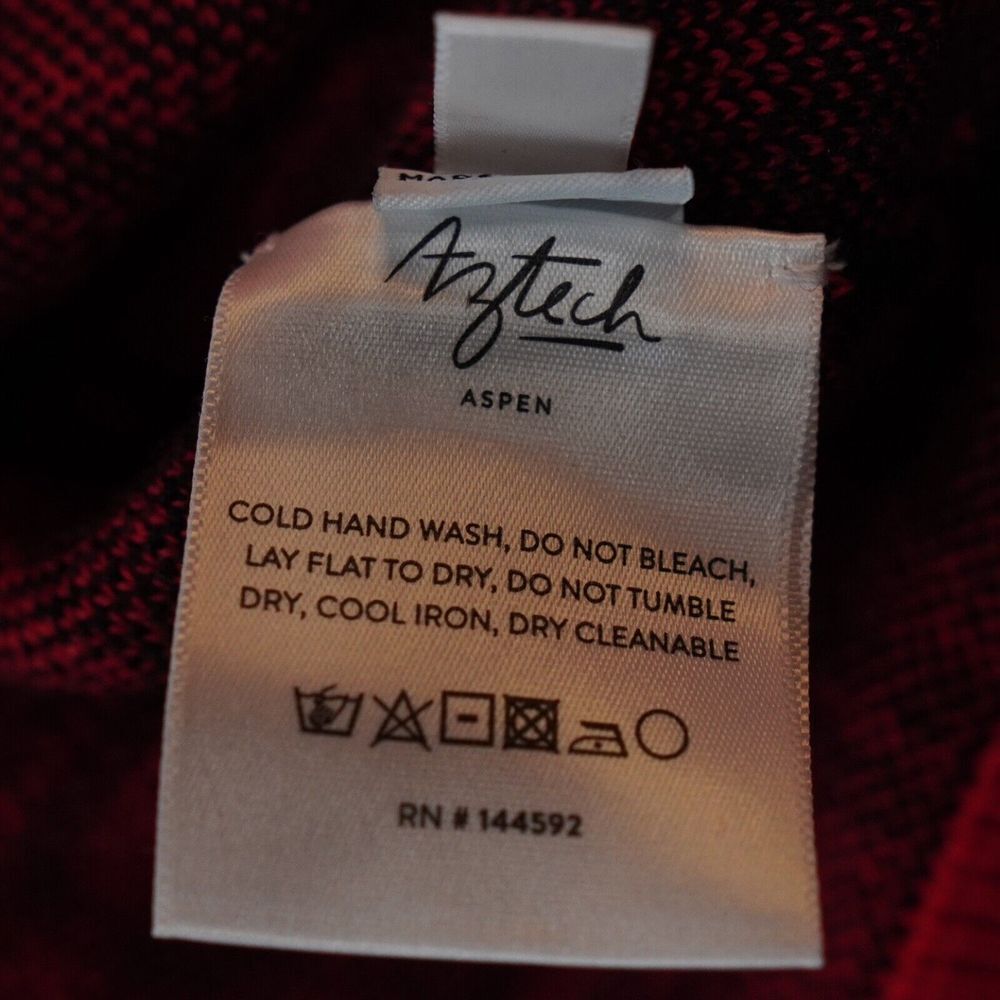 Aztech
ASPEN
COLD HAND WASH, DO NOT BLEACH,
LAY FLAT TO DRY, DO NOT TUMBLE
DRY, COOL IRON, DRY CLEANABLE
RN # 144592